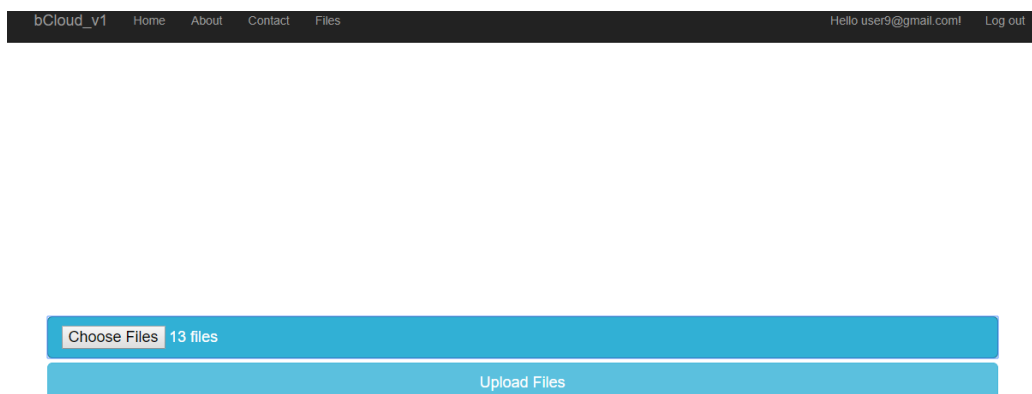 bCloud_v1 Home About Contact Files Hello user9@gmail.com! Log out
Choose Files 13 files
Upload Files